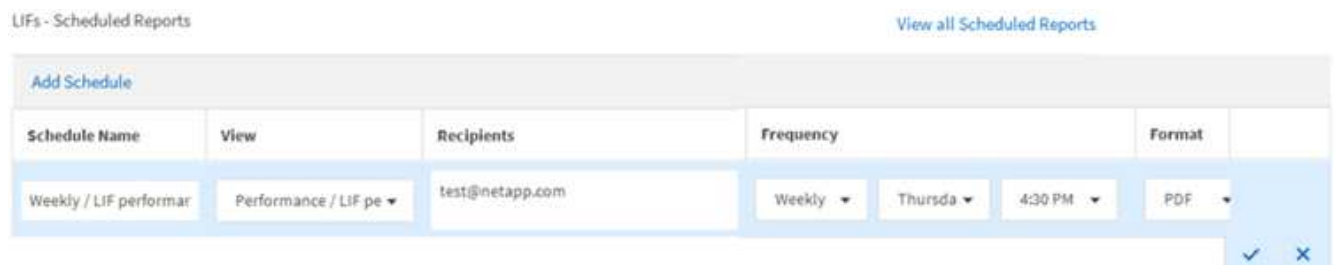 LIFs - Scheduled Reports View all Scheduled Reports
Add Schedule
Schedule Name View Recipients Frequency Format
Weekly / LIF performar Performance / LIF pe test@netapp.com Weekly Thursda 4:30 PM PDF